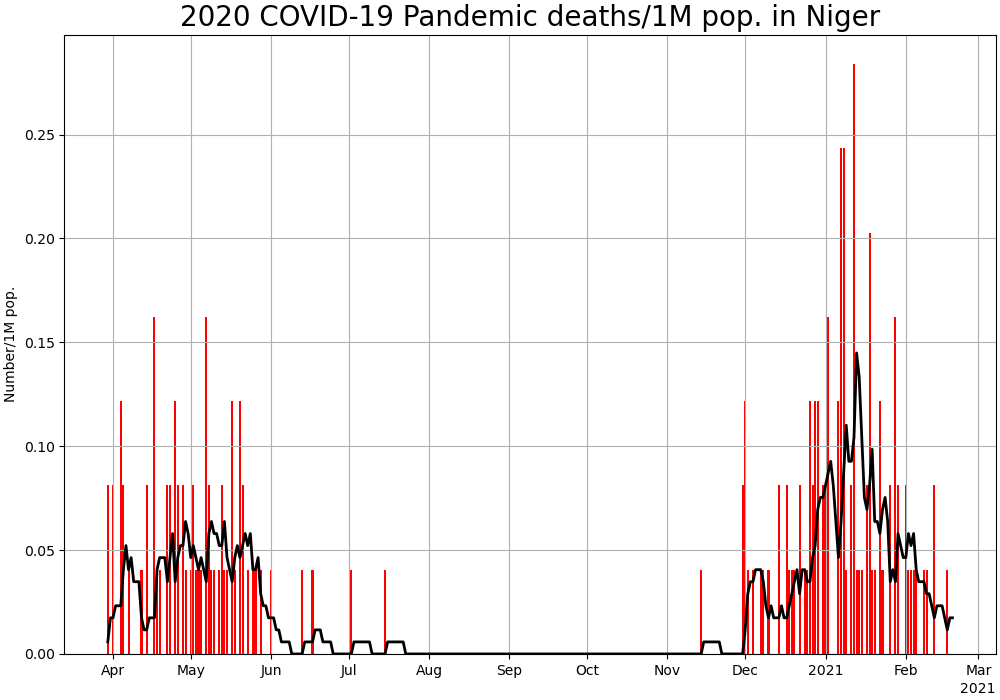 2020 COVID-19 Pandemic deaths/1M pop. in Niger
Number/1M pop.
0.25
0.20
0.15
0.10
0.05
0.00
Apr May Jun Jul Aug Sep Oct Nov Dec 2021 Feb Mar
2021